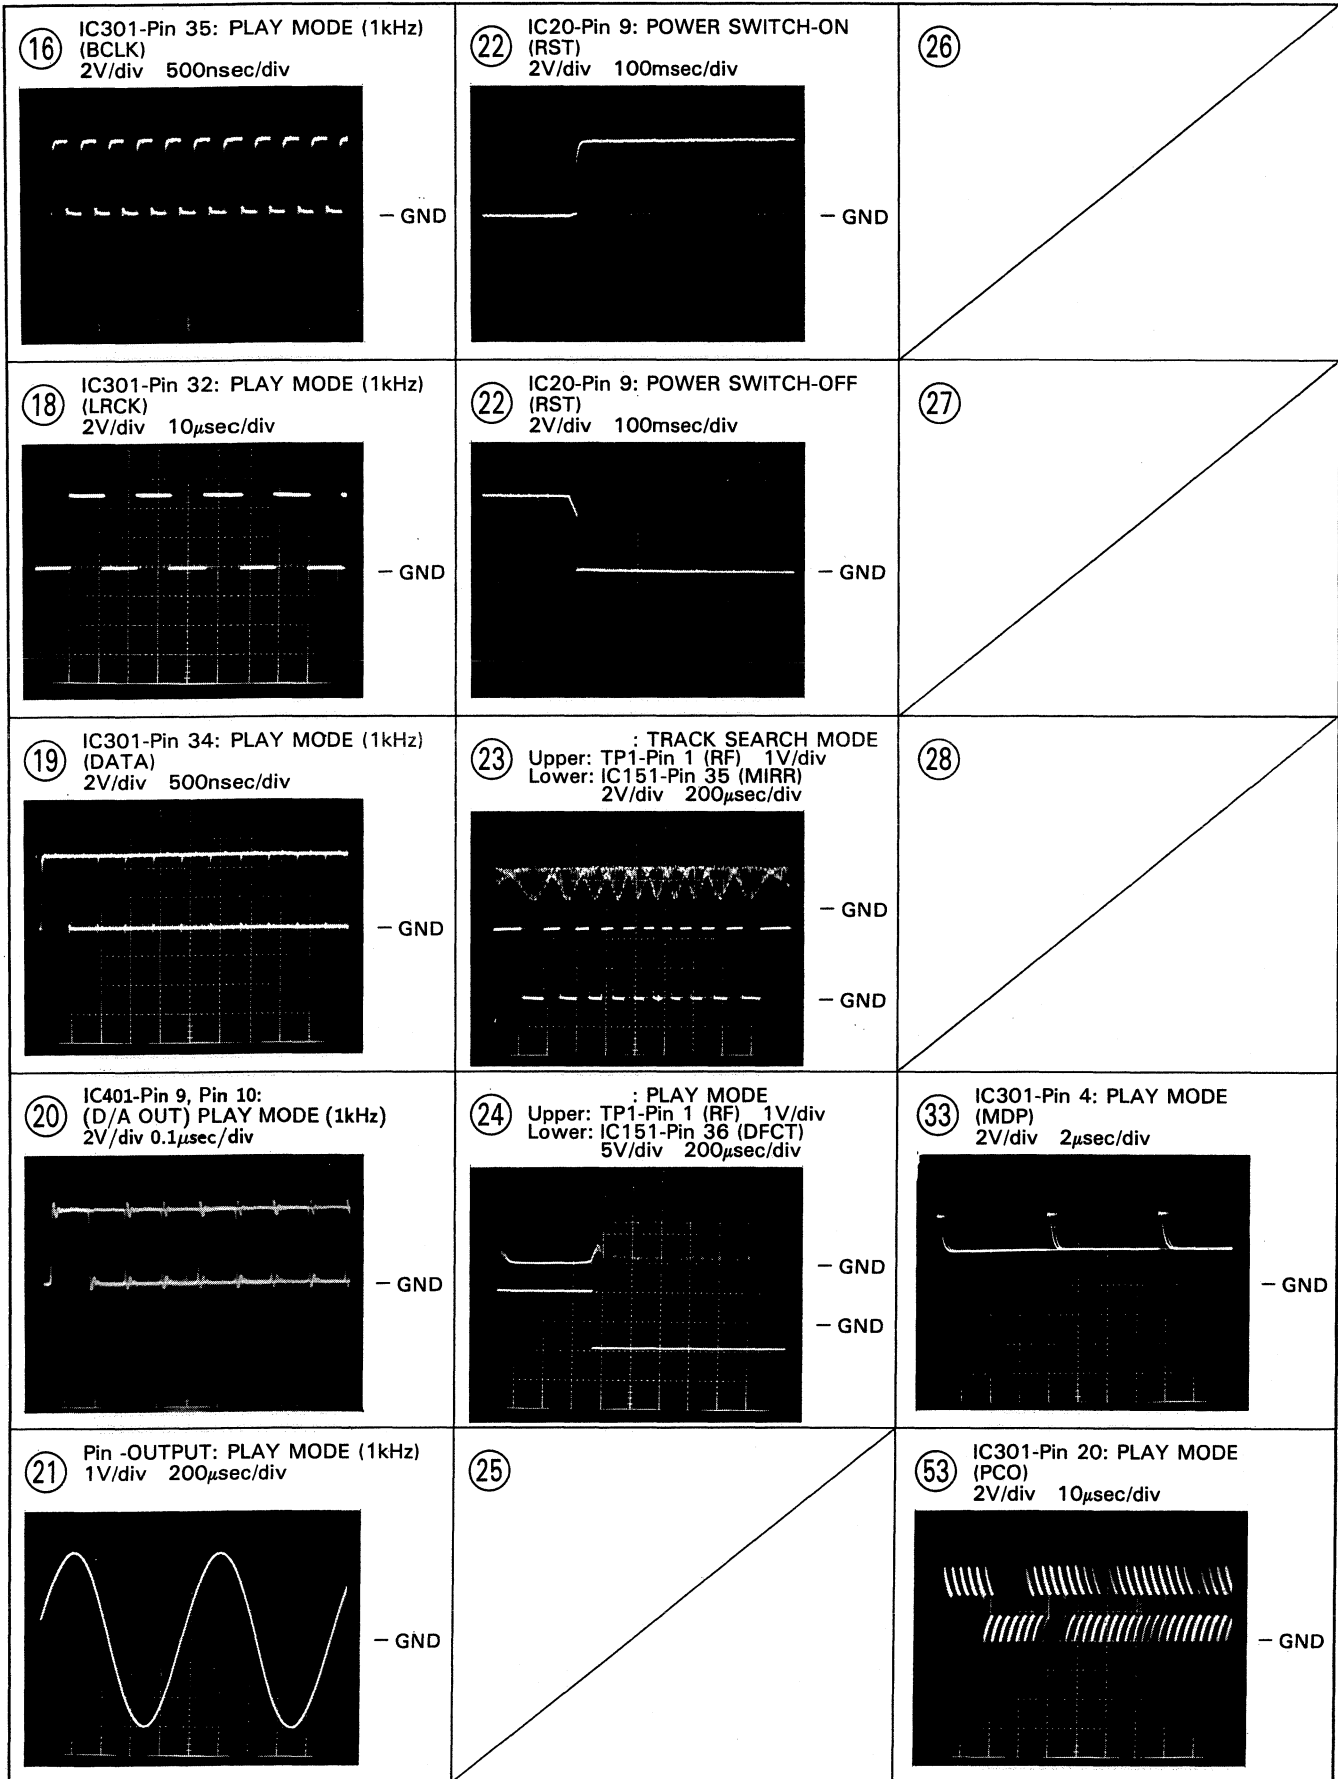 16
IC301-Pin 35: PLAY MODE (1kHz)
(BCLK)
2V/div 500nsec/div
– GND
22
IC20-Pin 9: POWER SWITCH-ON
(RST)
2V/div 100msec/div
– GND
26
18
IC301-Pin 32: PLAY MODE (1kHz)
(LRCK)
2V/div 10μsec/div
– GND
22
IC20-Pin 9: POWER SWITCH-OFF
(RST)
2V/div 100msec/div
– GND
27
19
IC301-Pin 34: PLAY MODE (1kHz)
(DATA)
2V/div 500nsec/div
– GND
23
: TRACK SEARCH MODE
Upper: TP1-Pin 1 (RF) 1V/div
Lower: IC151-Pin 35 (MIRR)
2V/div 200μsec/div
– GND
– GND
28
20
IC401-Pin 9, Pin 10:
(D/A OUT) PLAY MODE (1kHz)
2V/div 0.1μsec/div
– GND
24
: PLAY MODE
Upper: TP1-Pin 1 (RF) 1V/div
Lower: IC151-Pin 36 (DFCT)
5V/div 200μsec/div
– GND
– GND
33
IC301-Pin 4: PLAY MODE
(MDP)
2V/div 2μsec/div
– GND
21
Pin -OUTPUT: PLAY MODE (1kHz)
1V/div 200μsec/div
– GND
25
53
IC301-Pin 20: PLAY MODE
(PCO)
2V/div 10μsec/div
– GND